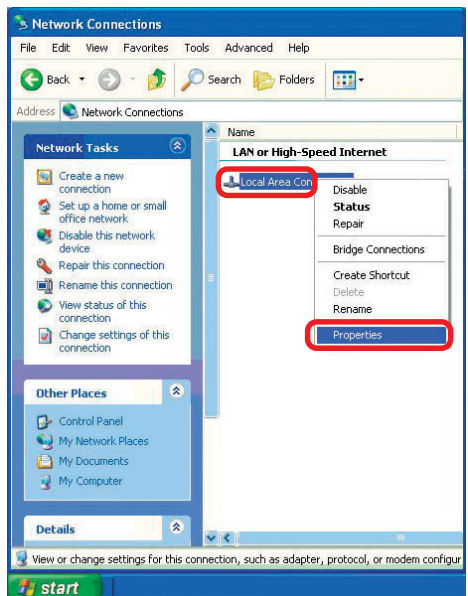 Network Connections
File Edit View Favorites Tools Advanced Help
Back Search Folders
Address Network Connections
Network Tasks
Create a new
connection
Set up a home or small
office network
Disable this network
device
Repair this connection
Rename this connection
View status of this
connection
Change settings of this
connection
Other Places
Control Panel
My Network Places
My Documents
My Computer
Details
Name
LAN or High-Speed Internet
Local Area Con
Disable
Status
Repair
Bridge Connections
Create Shortcut
Delete
Rename
Properties
View or change settings for this connection, such as adapter, protocol, or modem configur
start